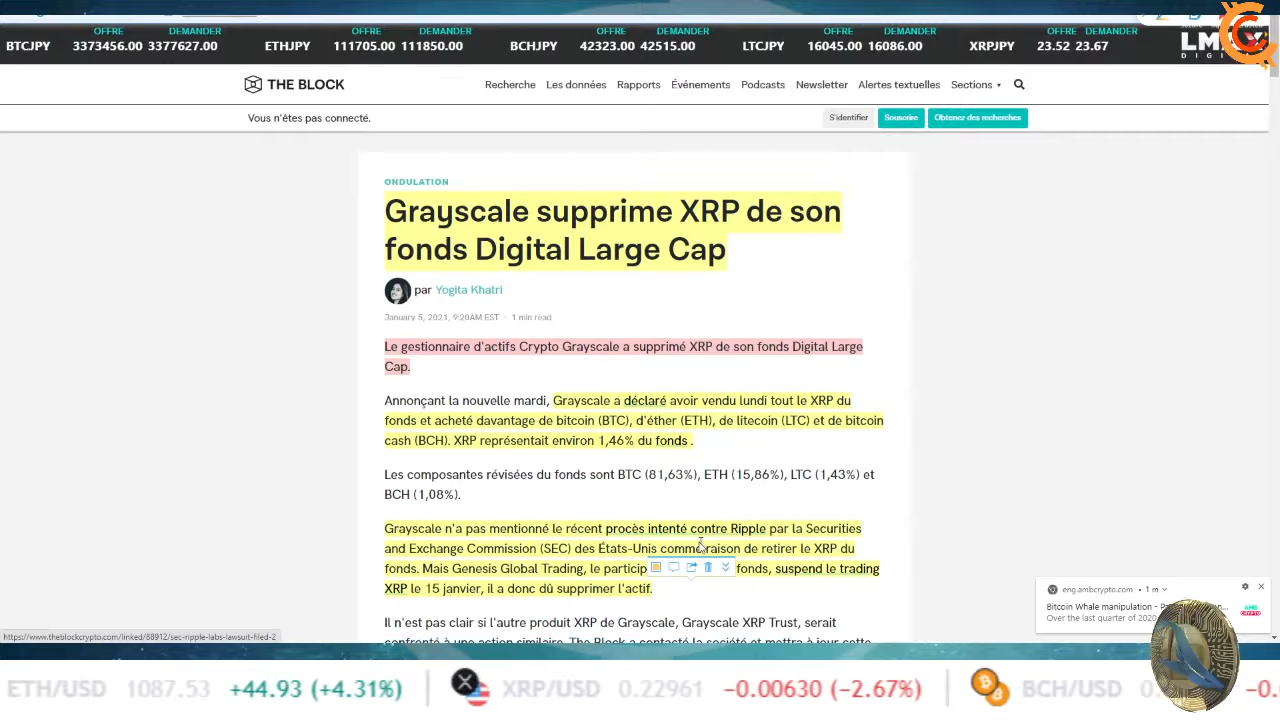 OFFRE DEMANDER
BTCJPY 3373456.00 3377627.00
OFFRE DEMANDER
ETHJPY 111705.00 111850.00
OFFRE DEMANDER
BCHJPY 42323.00 42515.00
OFFRE DEMANDER
LTCJPY 16045.00 16086.00
OFFRE DEMANDER
XRPJPY 23.52 23.67
THE BLOCK
Recherche Les données Rapports Événements Podcasts Newsletter Alertes textuelles Sections
Vous n'êtes pas connecté.
S'identifier Souscrire Obtenez des recherches
ONDULATION
Grayscale supprime XRP de son
fonds Digital Large Cap
par Yogita Khatri
January 5, 2021, 9:20AM EST • 1 min read
Le gestionnaire d'actifs Crypto Grayscale a supprimé XRP de son fonds Digital Large
Cap.
Annonçant la nouvelle mardi, Grayscale a déclaré avoir vendu lundi tout le XRP du
fonds et acheté davantage de bitcoin (BTC), d'éther (ETH), de litecoin (LTC) et de bitcoin
cash (BCH). XRP représentait environ 1,46% du fonds .
Les composantes révisées du fonds sont BTC (81,63%), ETH (15,86%), LTC (1,43%) et
BCH (1,08%).
Grayscale n'a pas mentionné le récent procès intenté contre Ripple par la Securities
and Exchange Commission (SEC) des États-Unis comme raison de retirer le XRP du
fonds. Mais Genesis Global Trading, le particip fonds, suspend le trading
XRP le 15 janvier, il a donc dû supprimer l'actif.
Il n'est pas clair si l'autre produit XRP de Grayscale, Grayscale XRP Trust, serait
confronté à une action similaire. The Block a contacté la société et mettra à jour cette
eng.ambcrypto.com • 1 m
Bitcoin Whale manipulation -
Over the last quarter of 2020
https://www.theblockcrypto.com/linked/88912/sec-ripple-labs-lawsuit-filed-2
ETH/USD 1087.53 +44.93 (+4.31%)
XRP/USD 0.22961 −0.00630 (−2.67%)
BCH/USD